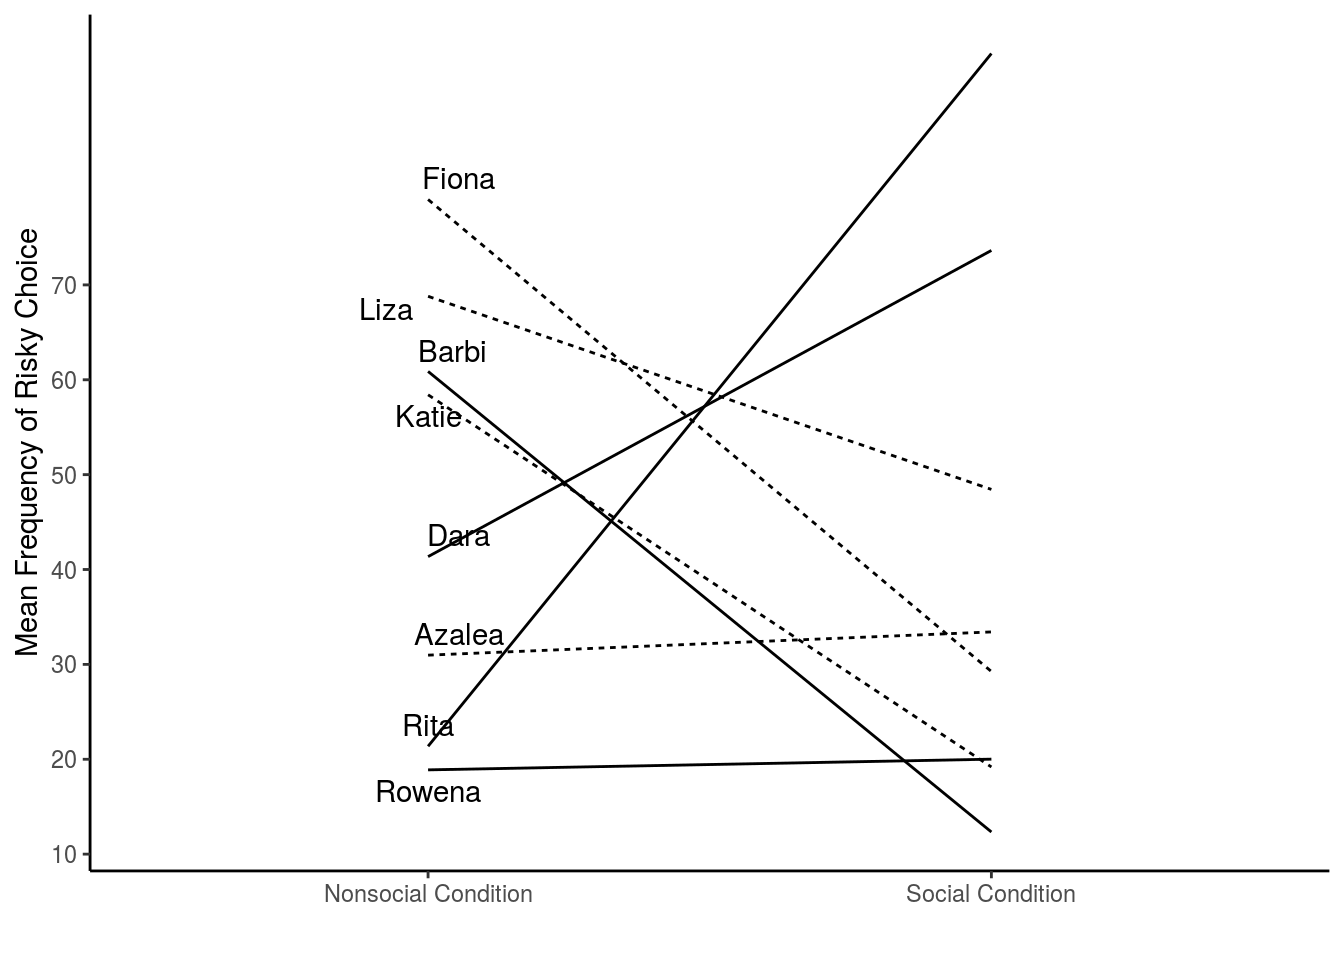 Mean Frequency of Risky Choice
70
60
50
40
30
20
10
Fiona
Liza
Barbi
Katie
Dara
Azalea
Rita
Rowena
Nonsocial Condition
Social Condition